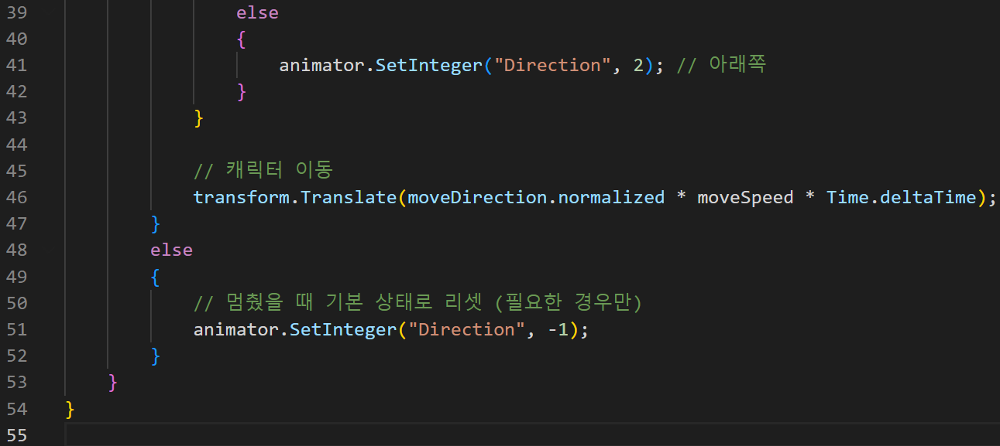 39 else
40 {
41 animator.SetInteger("Direction", 2); // 아래쪽
42 }
43 }
44
45 // 캐릭터 이동
46 transform.Translate(moveDirection.normalized * moveSpeed * Time.deltaTime);
47 }
48 else
49 {
50 // 멈췄을 때 기본 상태로 리셋 (필요한 경우만)
51 animator.SetInteger("Direction", -1);
52 }
53 }
54 }
55